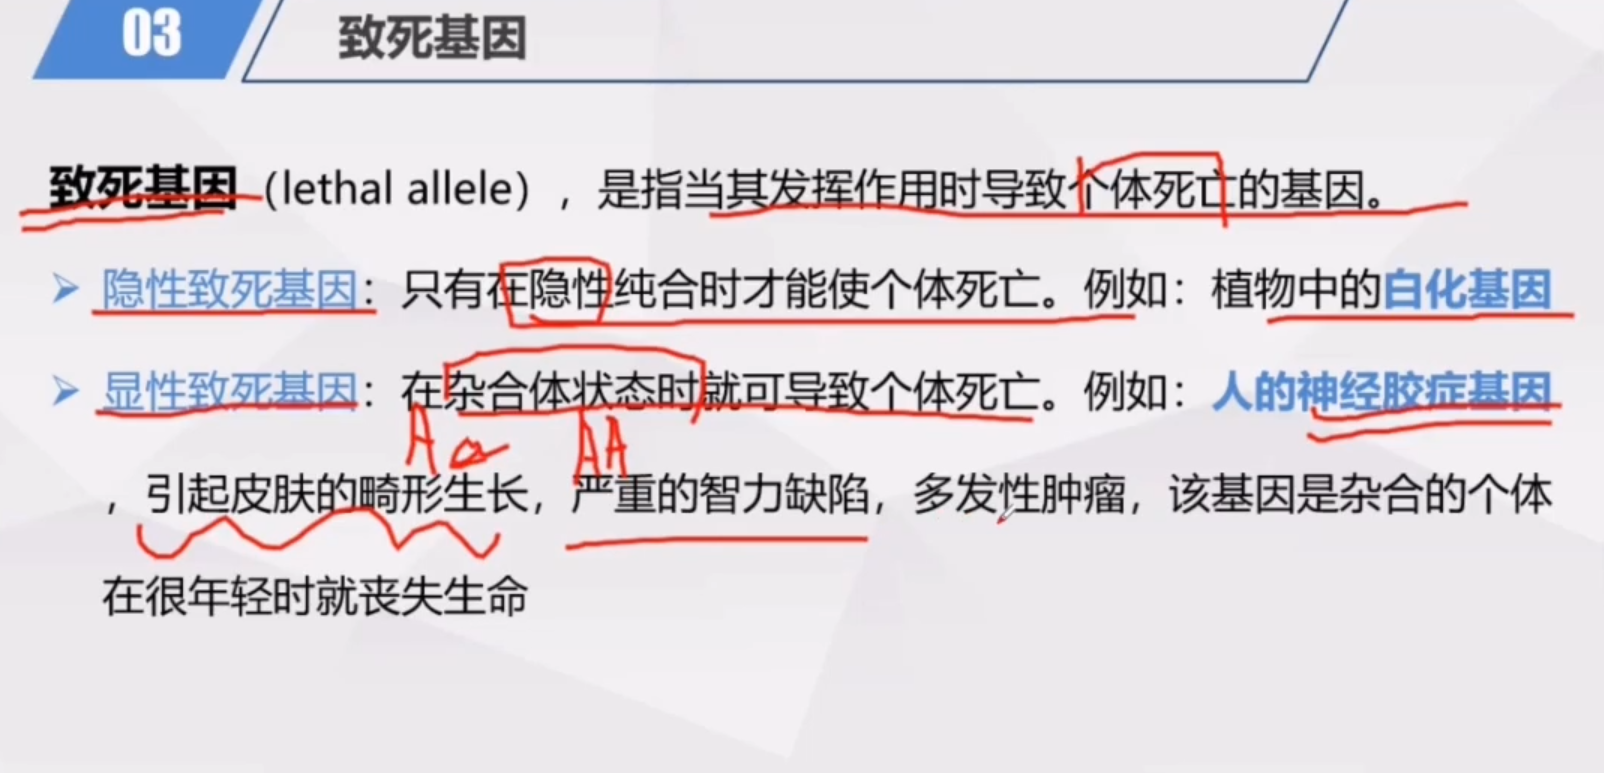 03 致死基因
致死基因（lethal allele），是指当其发挥作用时导致个体死亡的基因。
隐性致死基因：只有在隐性纯合时才能使个体死亡。例如：植物中的白化基因
显性致死基因：在杂合体状态时就可导致个体死亡。例如：人的神经胶症基因
Aa AA
，引起皮肤的畸形生长，严重的智力缺陷，多发性肿瘤，该基因是杂合的个体
在很年轻时就丧失生命